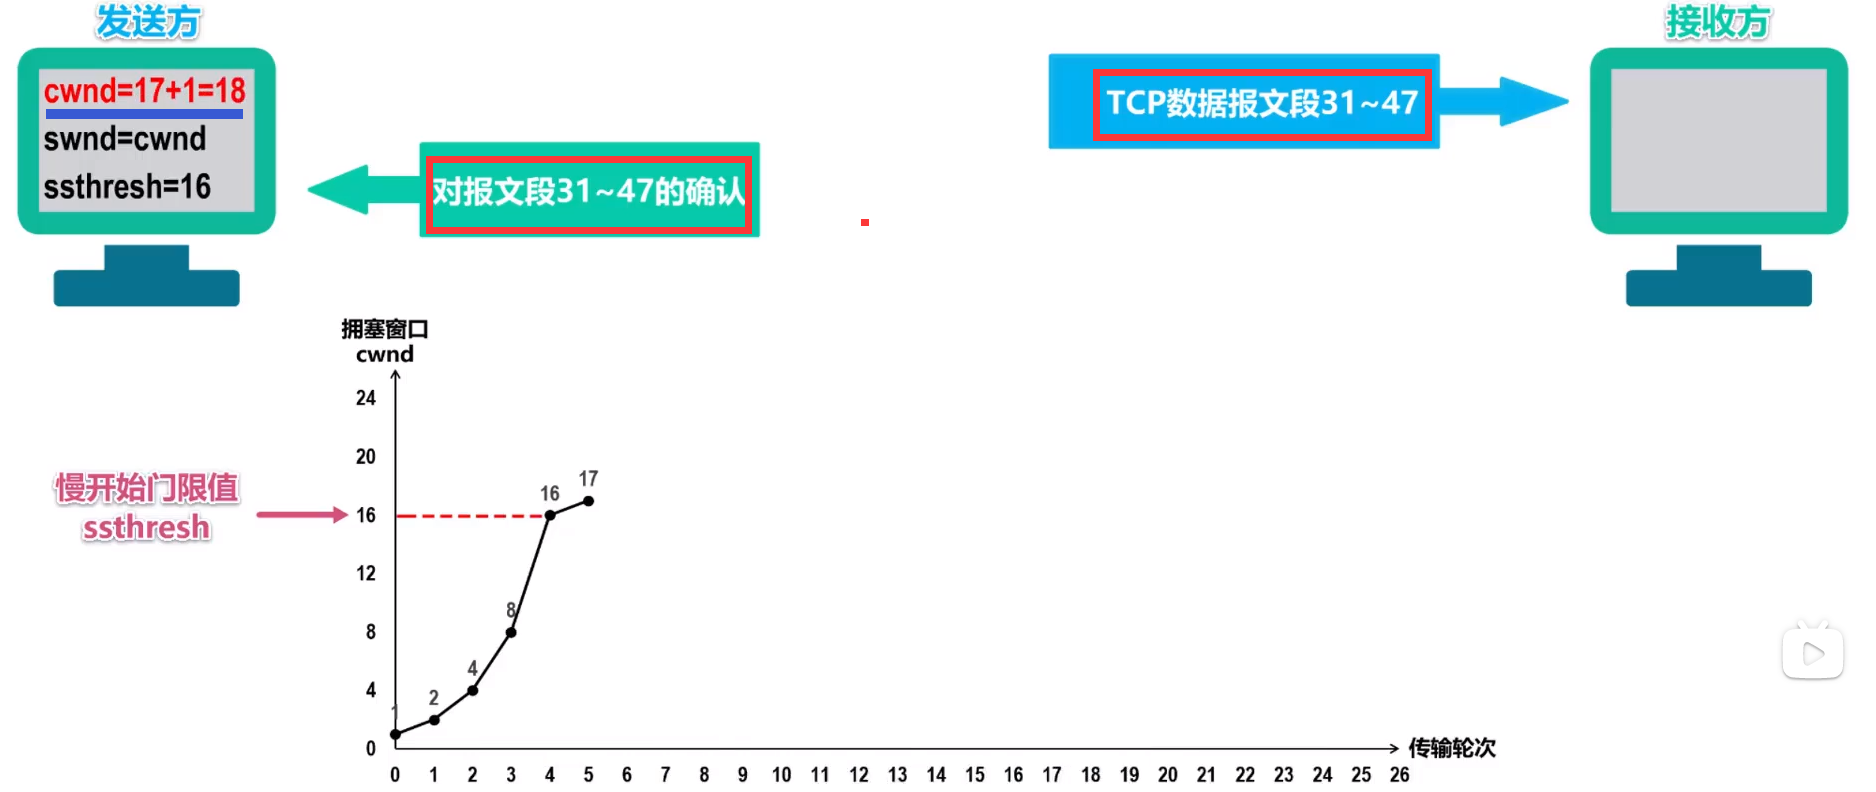 发送方
接收方
cwnd=17+1=18
swnd=cwnd
ssthresh=16
TCP数据报文段31~47
对报文段31~47的确认
拥塞窗口
cwnd
24
20
16
12
8
4
0
慢开始门限值
ssthresh
1
2
4
8
16
17
0 1 2 3 4 5 6 7 8 9 10 11 12 13 14 15 16 17 18 19 20 21 22 23 24 25 26
传输轮次